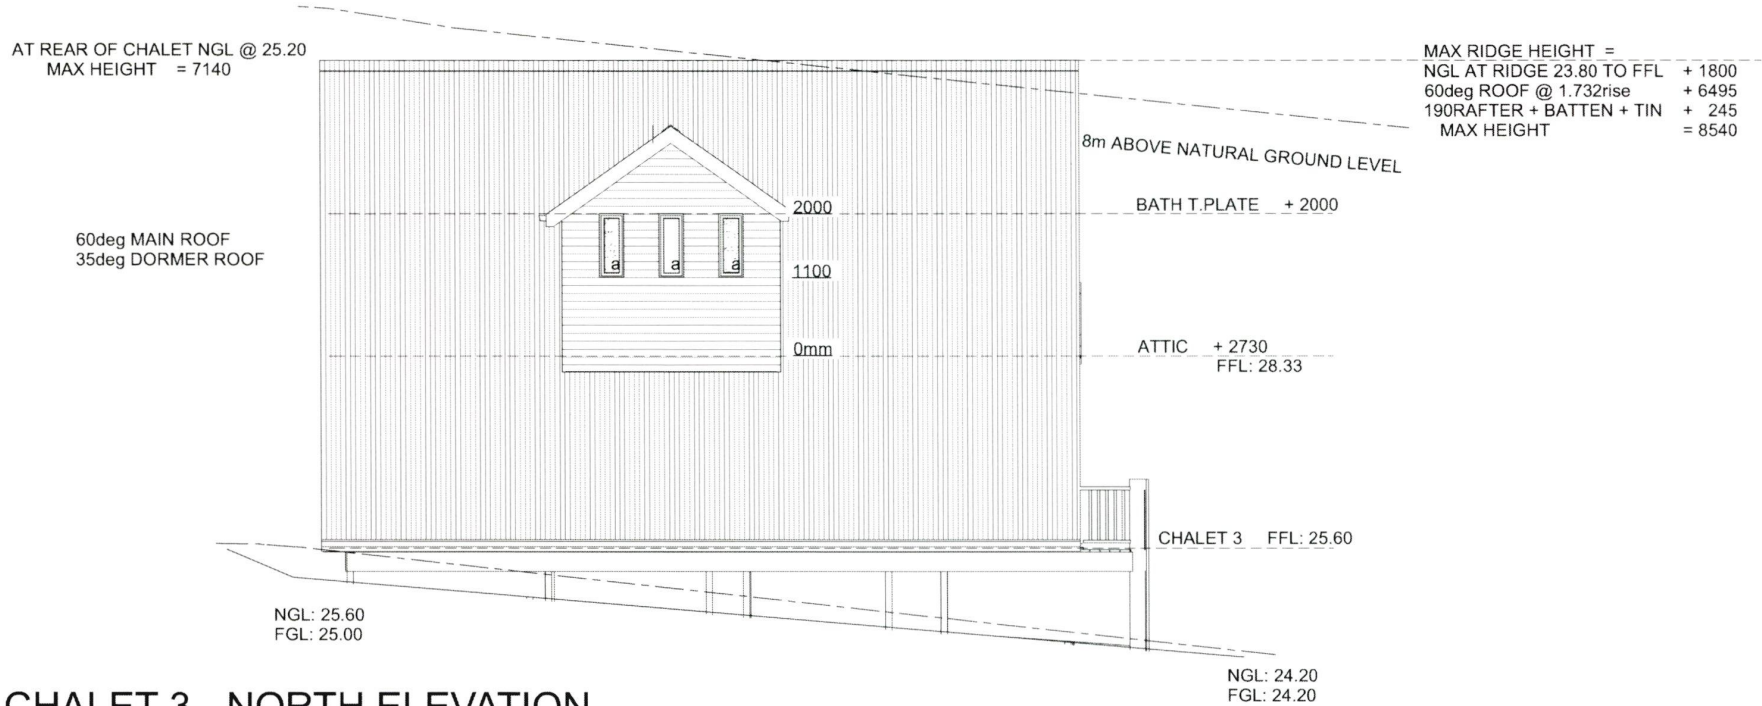 AT REAR OF CHALET NGL @ 25.20
MAX HEIGHT = 7140
MAX RIDGE HEIGHT =
NGL AT RIDGE 23.80 TO FFL + 1800
60deg ROOF @ 1.732rise + 6495
190RAFTER + BATTEN + TIN + 245
MAX HEIGHT = 8540
8m ABOVE NATURAL GROUND LEVEL
2000
BATH T.PLATE + 2000
60deg MAIN ROOF
35deg DORMER ROOF
a a a
1100
0mm
ATTIC + 2730
FFL: 28.33
CHALET 3 FFL: 25.60
NGL: 25.60
FGL: 25.00
NGL: 24.20
FGL: 24.20
CHALET 3 NORTH ELEVATION